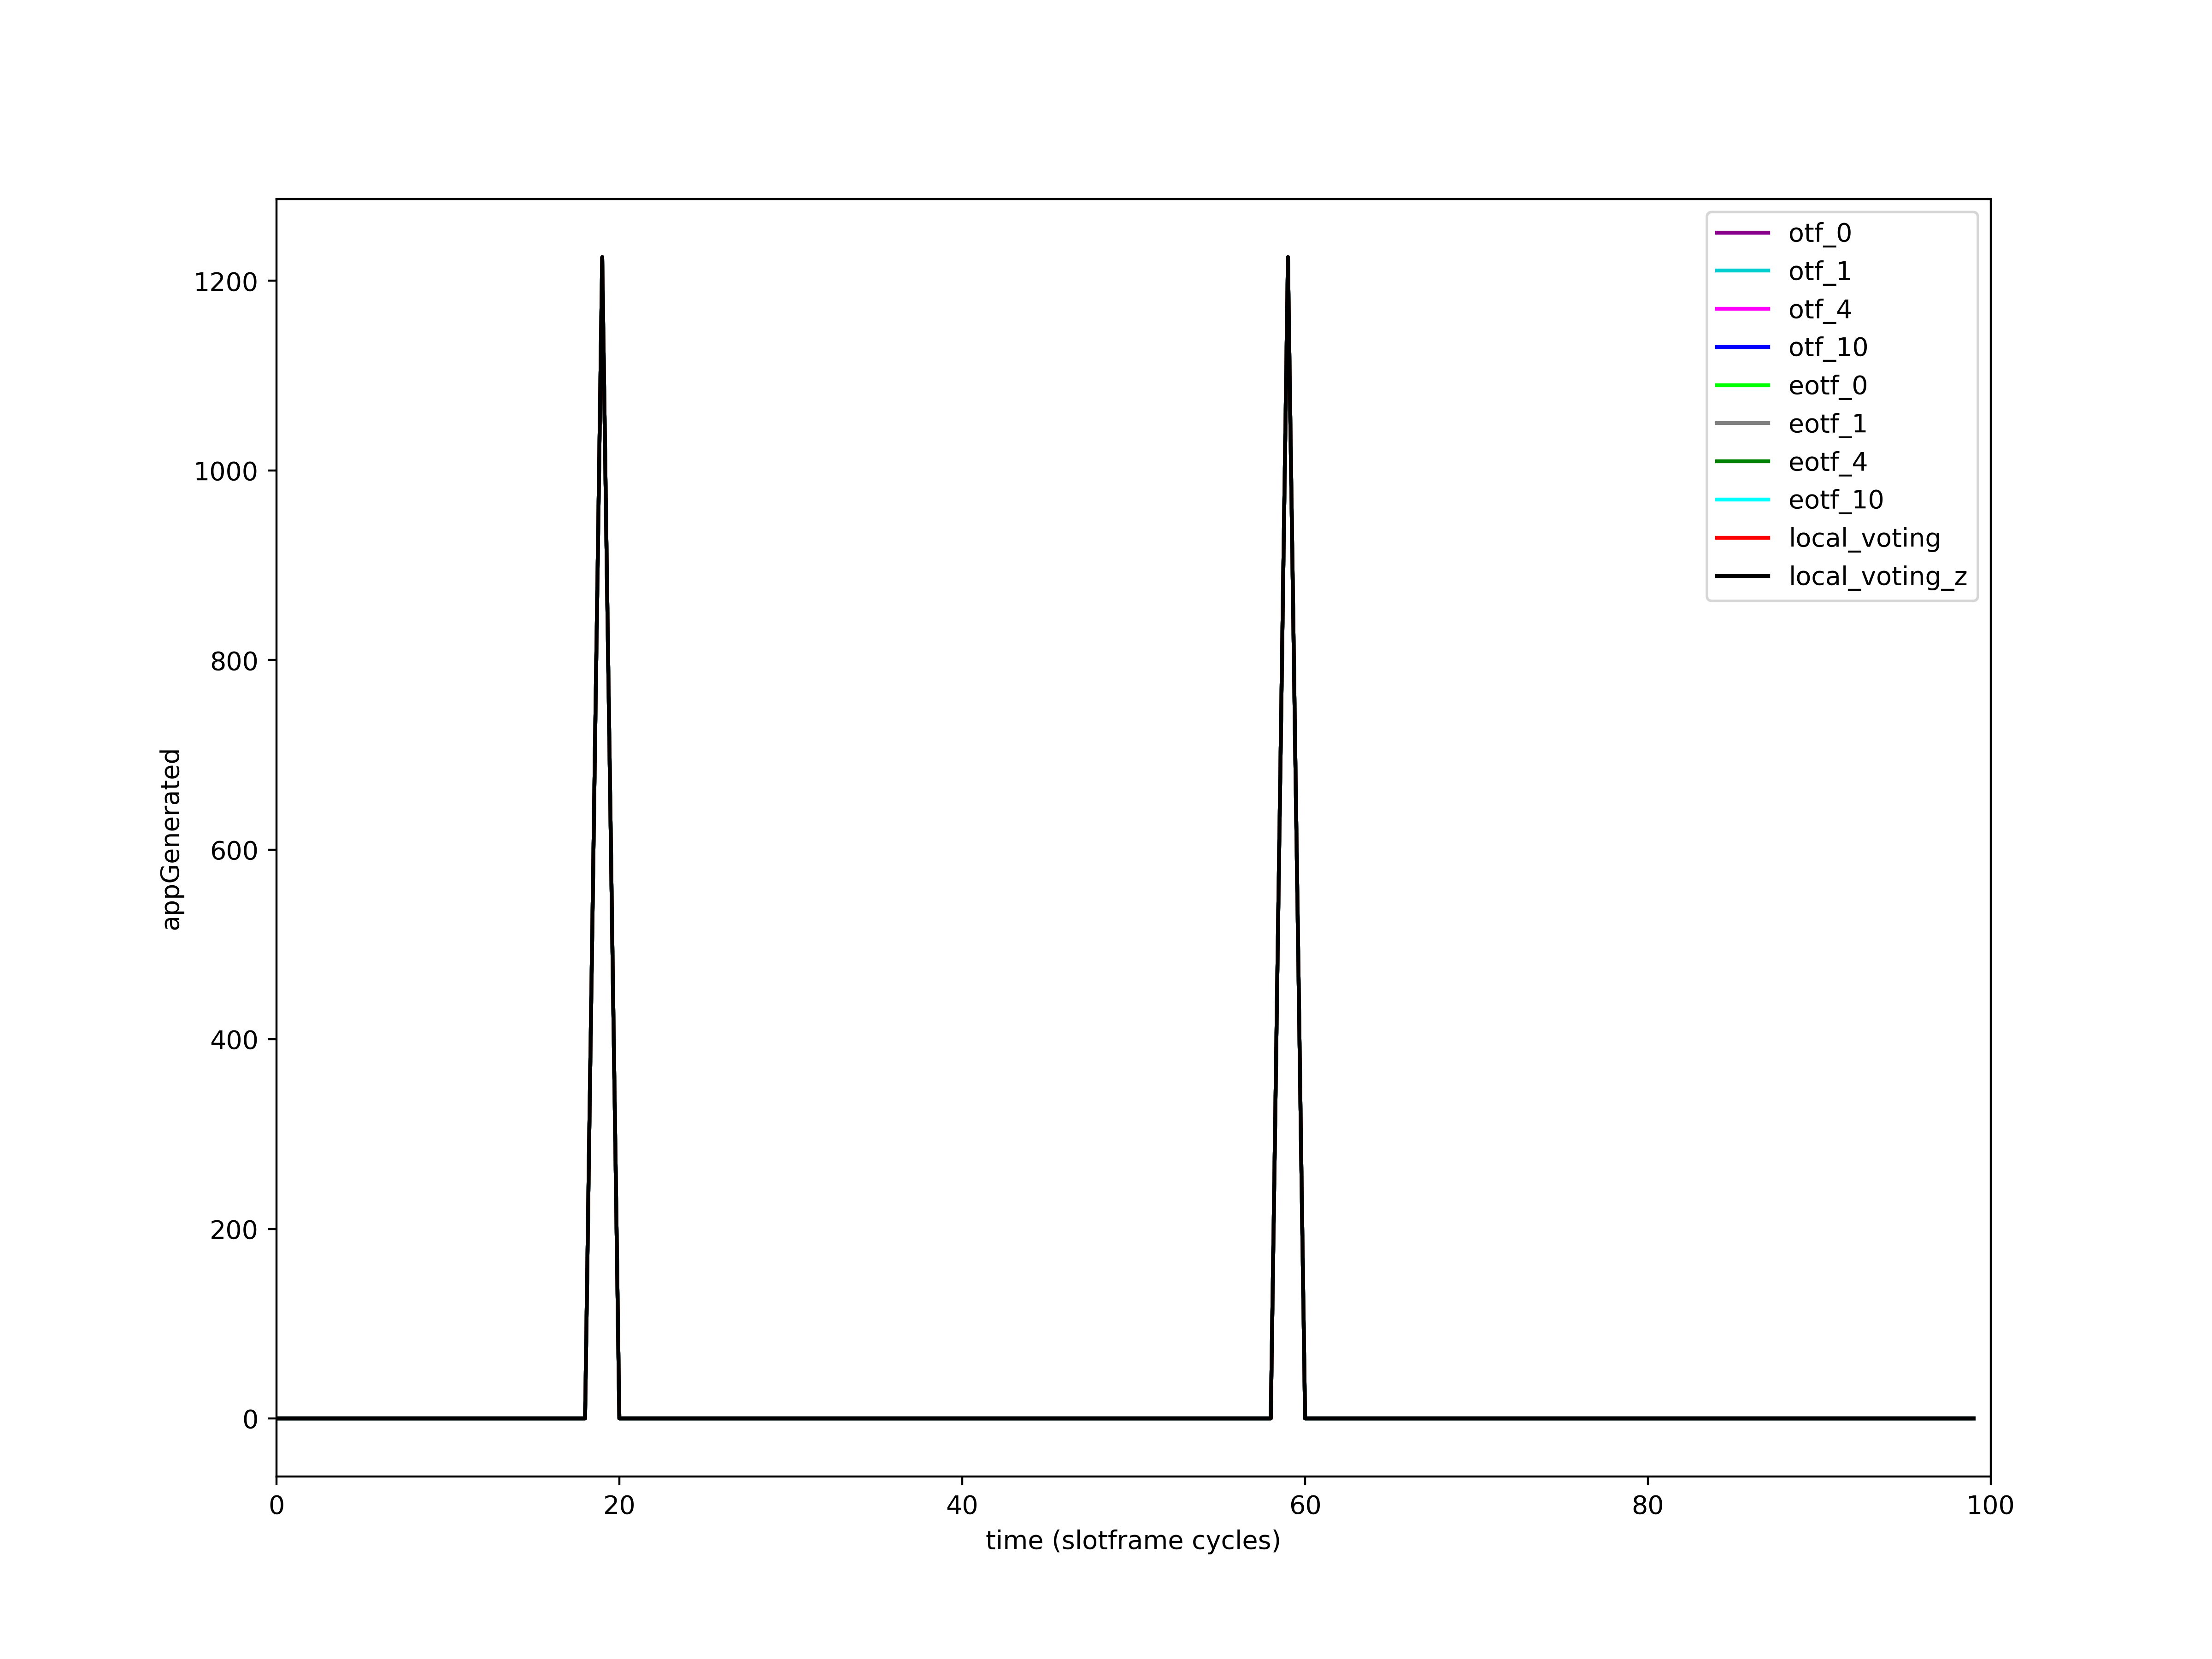 1200
1000
800
600
400
200
0
appGenerated
0 20 40 60 80 100
time (slotframe cycles)
otf_0
otf_1
otf_4
otf_10
eotf_0
eotf_1
eotf_4
eotf_10
local_voting
local_voting_z